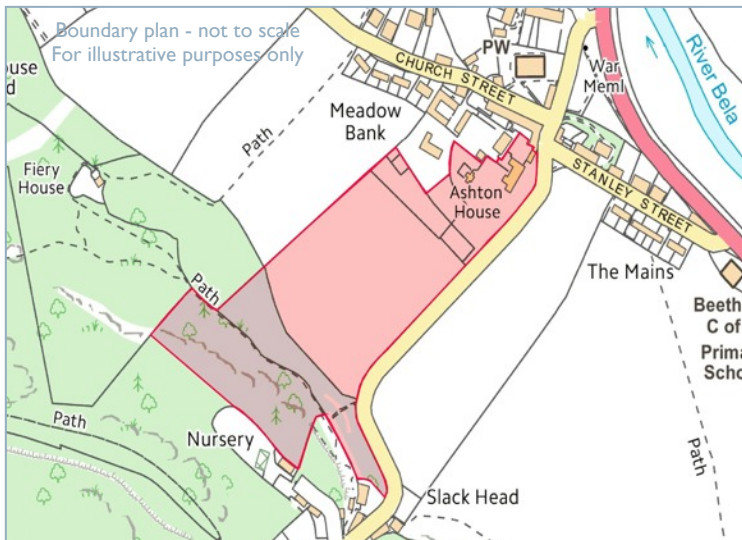 Boundary plan - not to scale
For illustrative purposes only
ouse
d
PW
CHURCH STREET
War
Meml
River Bela
Meadow
Bank
Path
Fiery
House
Ashton
House
STANLEY STREET
The Mains
Path
Beeth
C of
Prima
Scho
Path
Nursery
Path
Slack Head